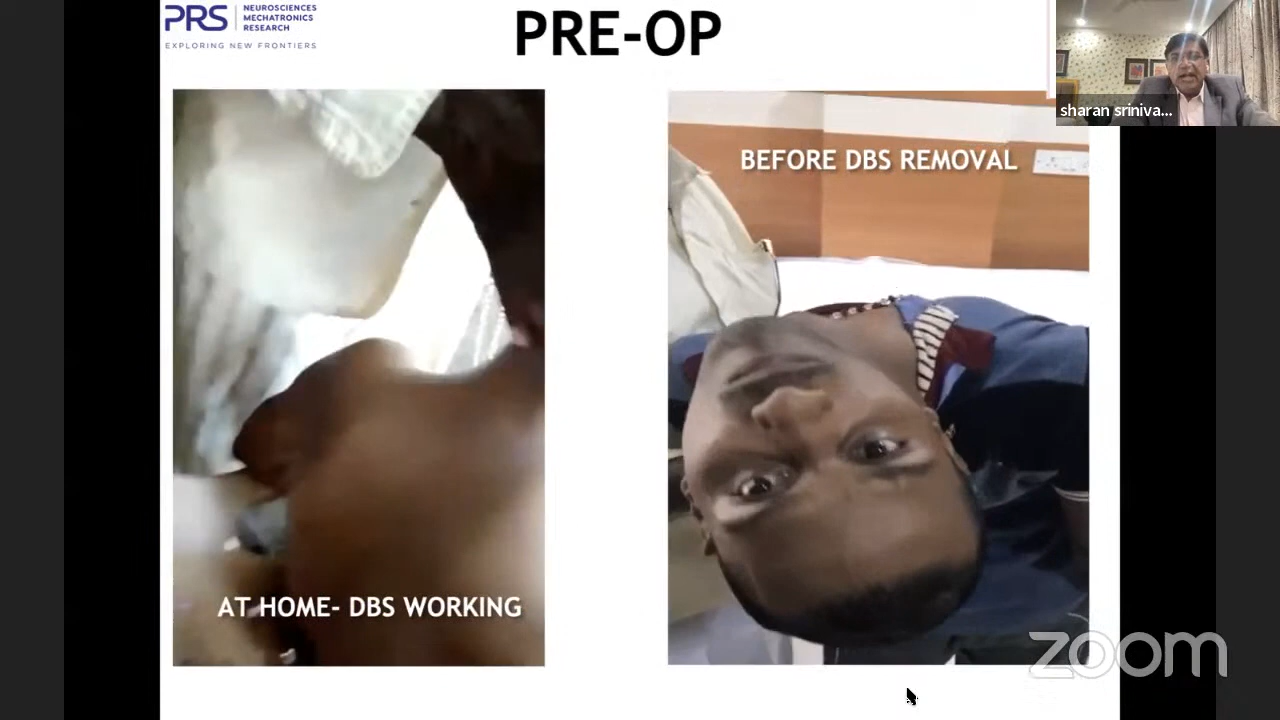 PRS
NEUROSCIENCES
MECHATRONICS
RESEARCH
EXPLORING NEW FRONTIERS
PRE-OP
sharan sriniva...
BEFORE DBS REMOVAL
AT HOME- DBS WORKING
zoom